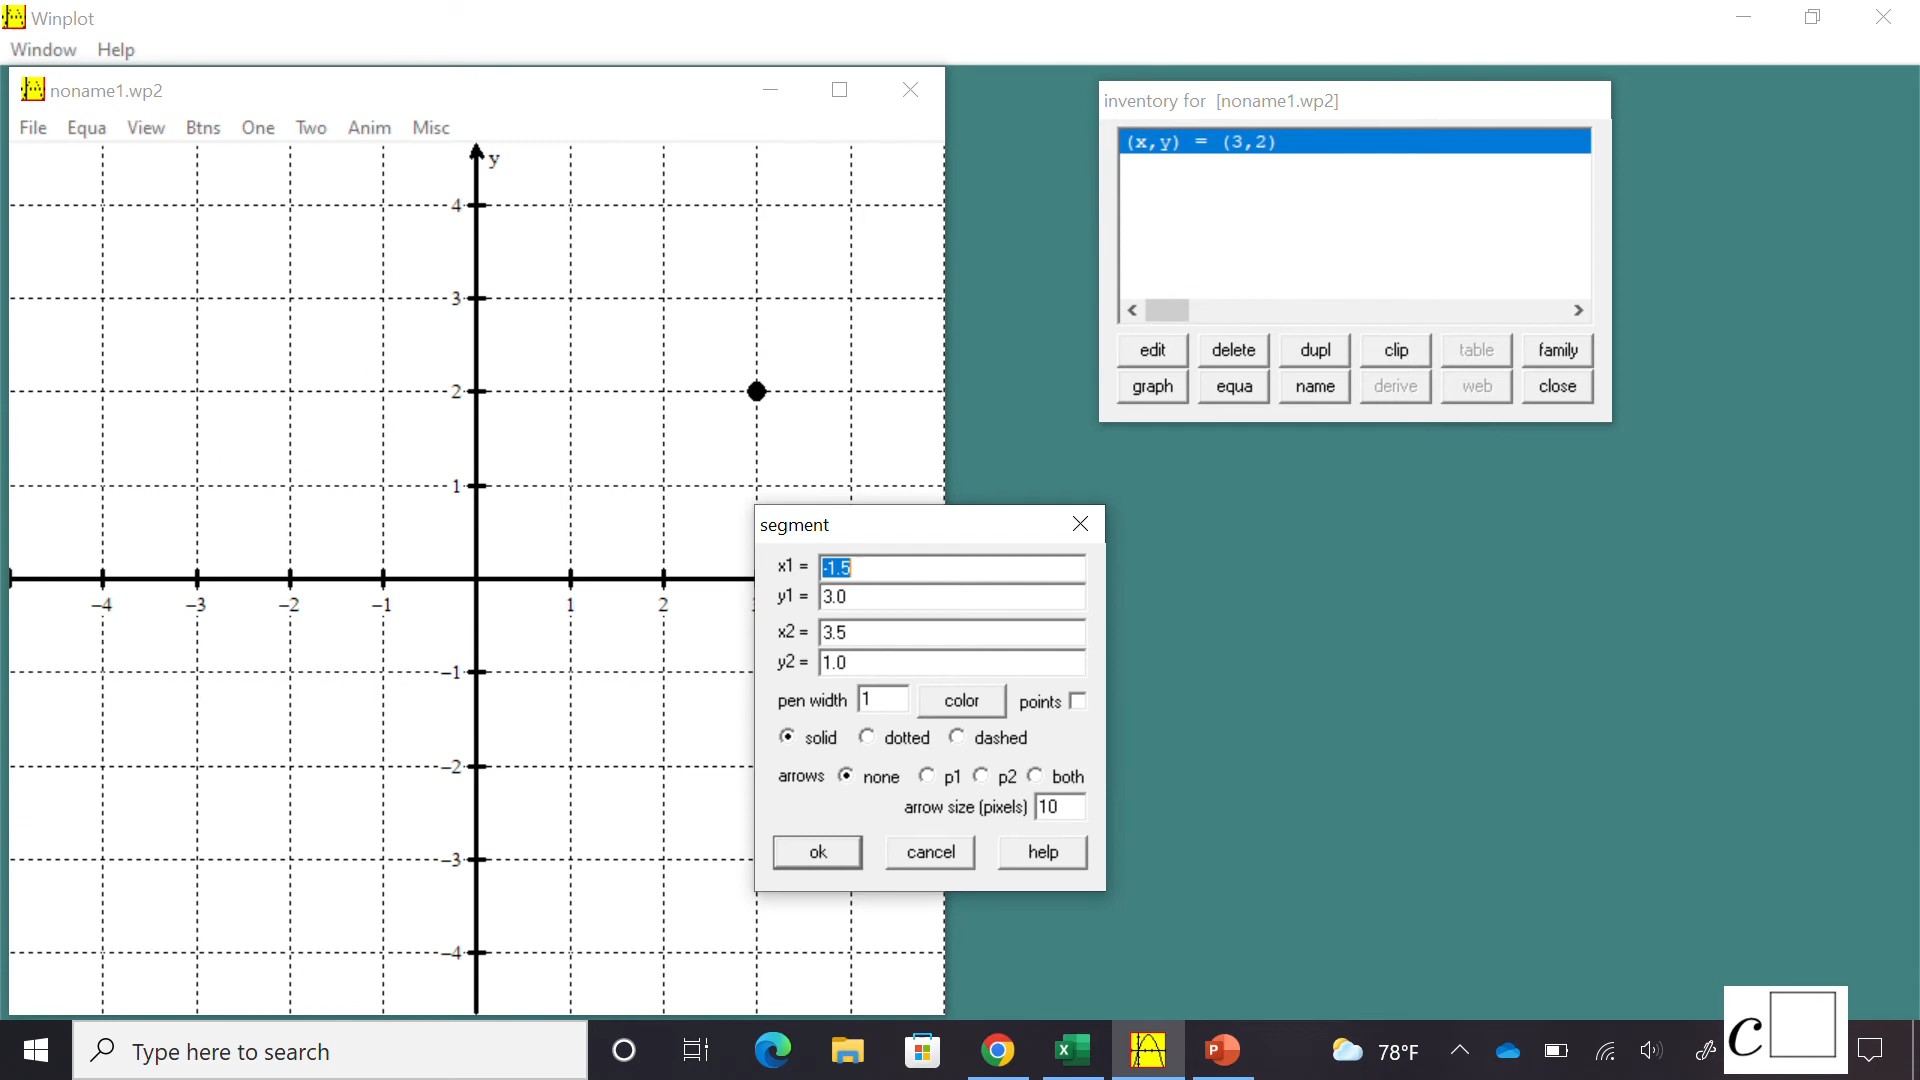 Winplot
Window Help
noname1.wp2
File Equa View Btns One Two Anim Misc
y
4
3
2
1
−4 −3 −2 −1 1 2
−1
−2
−3
−4
inventory for [noname1.wp2]
(x,y) = (3,2)
edit delete dupl clip table family
graph equa name derive web close
segment
x1 = -1.5
y1 = 3.0
x2 = 3.5
y2 = 1.0
pen width 1 color points
solid dotted dashed
arrows none p1 p2 both
arrow size (pixels) 10
ok cancel help
Type here to search
78°F
C